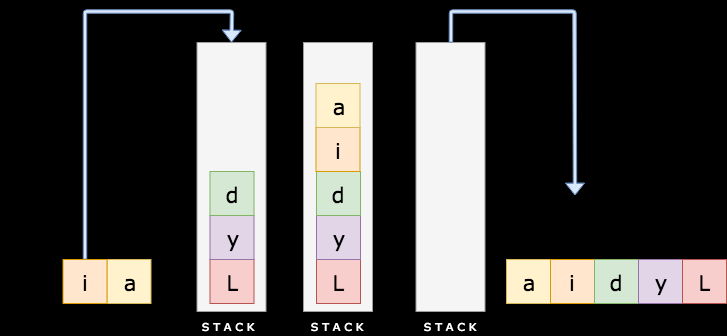 a
i
d d
y y
L L
i a
a i d y L
STACK STACK STACK